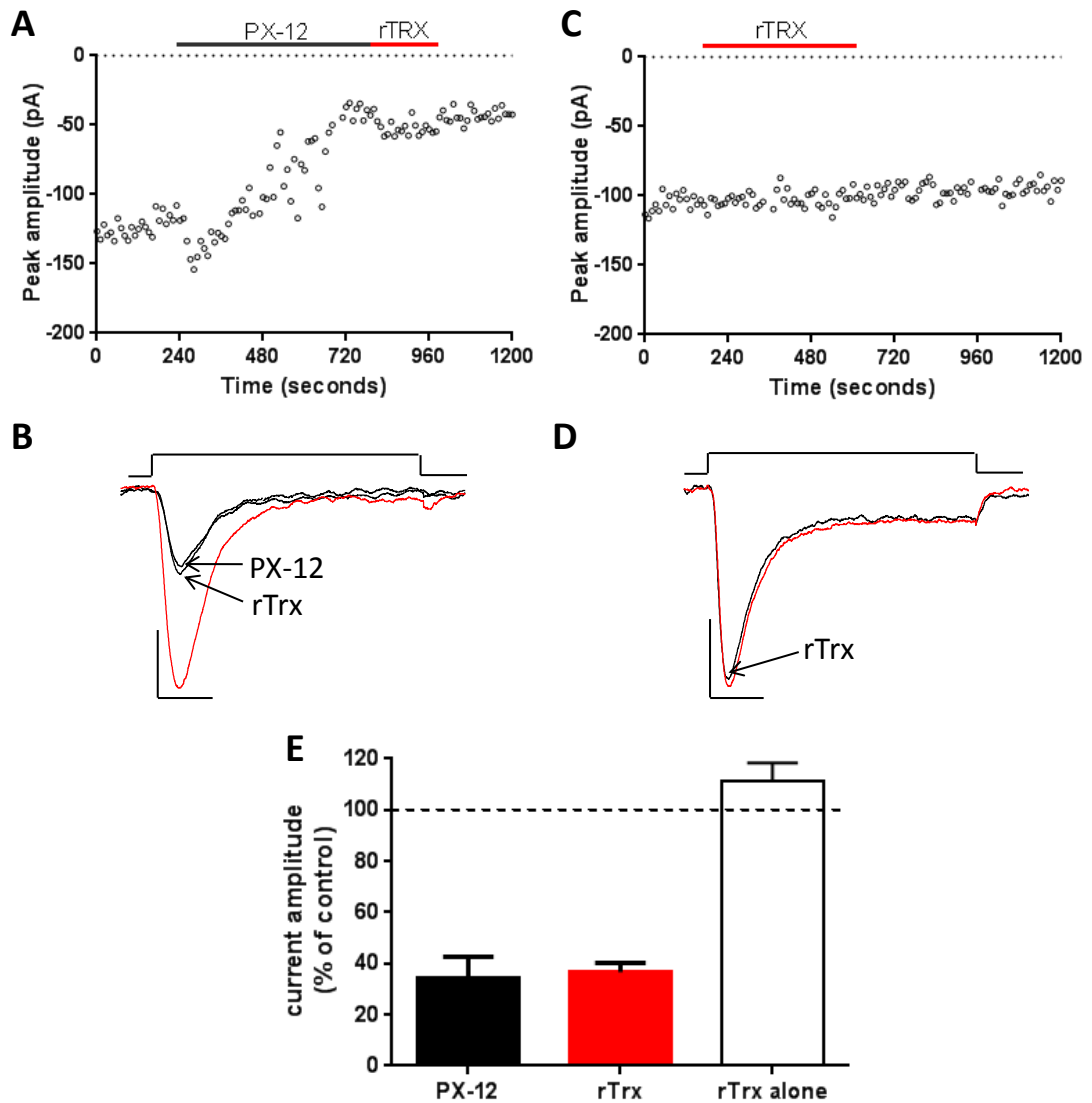 A
PX-12 rTRX
0
-50
-100
-150
-200
Peak amplitude (pA)
0 240 480 720 960 1200
Time (seconds)
C
rTRX
0
-50
-100
-150
-200
Peak amplitude (pA)
0 240 480 720 960 1200
Time (seconds)
B
PX-12
rTrx
D
rTrx
E
120
100
80
60
40
20
0
current amplitude
(% of control)
PX-12 rTrx rTrx alone